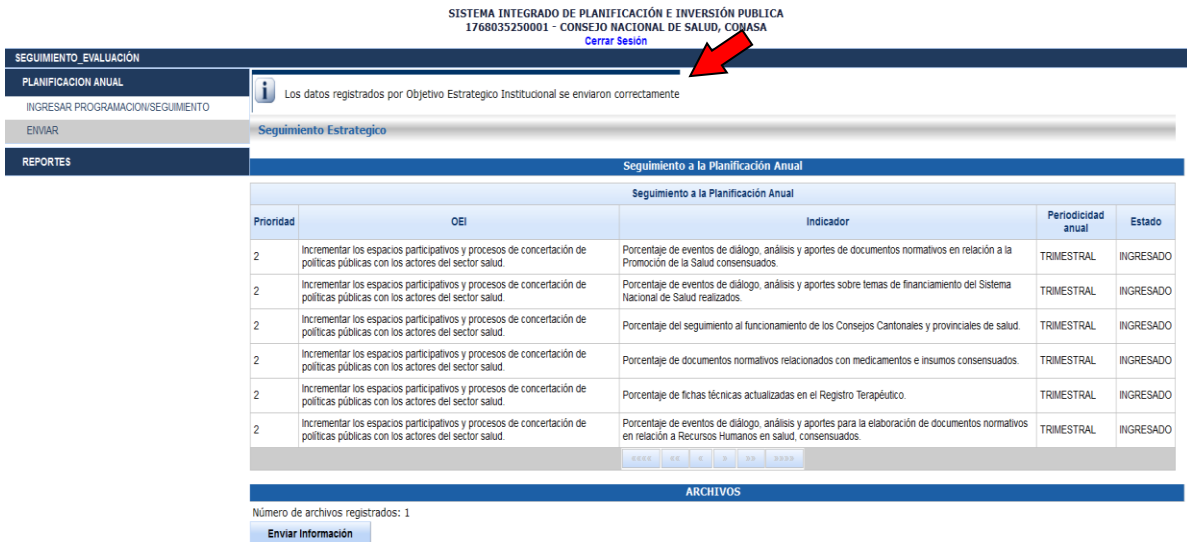 SISTEMA INTEGRADO DE PLANIFICACIÓN E INVERSIÓN PUBLICA
1768035250001 - CONSEJO NACIONAL DE SALUD, CONASA
Cerrar Sesión
SEGUIMIENTO_EVALUACIÓN
PLANIFICACION ANUAL
INGRESAR PROGRAMACION/SEGUIMIENTO
ENVIAR
REPORTES
Los datos registrados por Objetivo Estrategico Institucional se enviaron correctamente
Seguimiento Estrategico
Seguimiento a la Planificación Anual
Seguimiento a la Planificación Anual
Prioridad OEI Indicador Periodicidad anual Estado
2 Incrementar los espacios participativos y procesos de concertación de políticas públicas con los actores del sector salud. Porcentaje de eventos de diálogo, análisis y aportes de documentos normativos en relación a la Promoción de la Salud consensuados. TRIMESTRAL INGRESADO
2 Incrementar los espacios participativos y procesos de concertación de políticas públicas con los actores del sector salud. Porcentaje de eventos de diálogo, análisis y aportes sobre temas de financiamiento del Sistema Nacional de Salud realizados. TRIMESTRAL INGRESADO
2 Incrementar los espacios participativos y procesos de concertación de políticas públicas con los actores del sector salud. Porcentaje del seguimiento al funcionamiento de los Consejos Cantonales y provinciales de salud. TRIMESTRAL INGRESADO
2 Incrementar los espacios participativos y procesos de concertación de políticas públicas con los actores del sector salud. Porcentaje de documentos normativos relacionados con medicamentos e insumos consensuados. TRIMESTRAL INGRESADO
2 Incrementar los espacios participativos y procesos de concertación de políticas públicas con los actores del sector salud. Porcentaje de fichas técnicas actualizadas en el Registro Terapéutico. TRIMESTRAL INGRESADO
2 Incrementar los espacios participativos y procesos de concertación de políticas públicas con los actores del sector salud. Porcentaje de eventos de diálogo, análisis y aportes para la elaboración de documentos normativos en relación a Recursos Humanos en salud, consensuados. TRIMESTRAL INGRESADO
«««« «« « » »» »»»»
ARCHIVOS
Número de archivos registrados: 1
Enviar Información